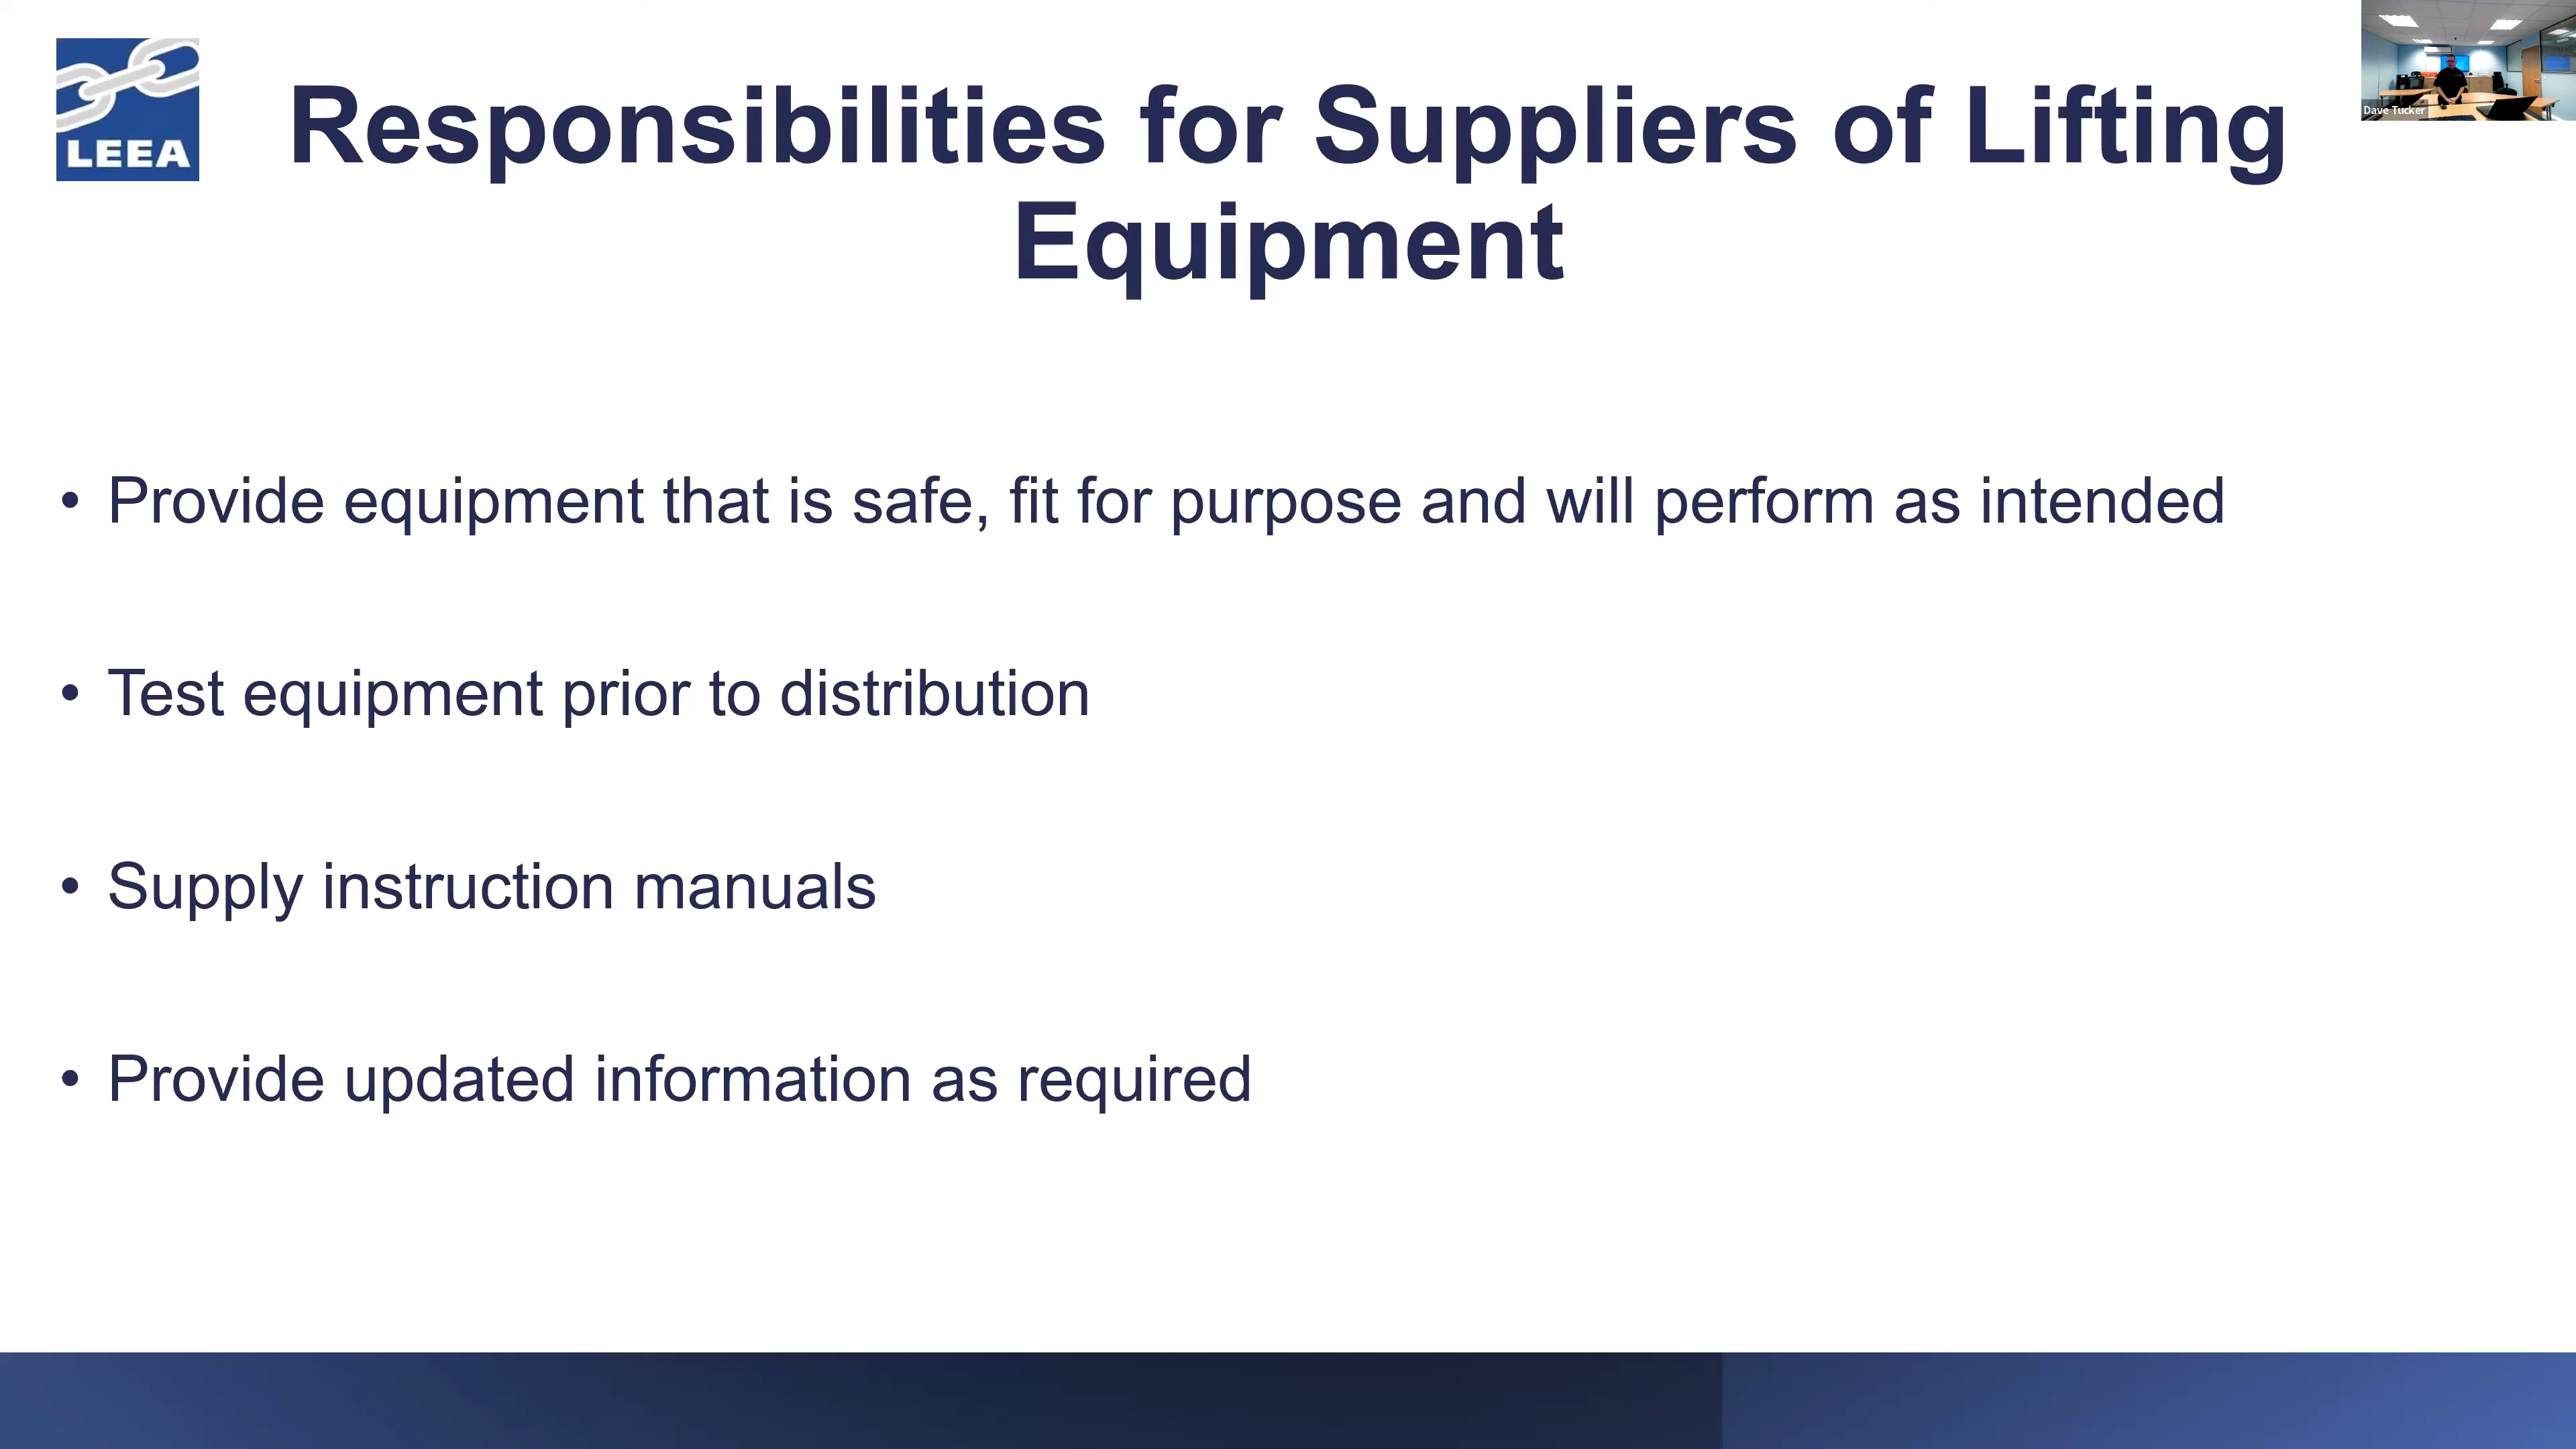 LEEA
Responsibilities for Suppliers of Lifting
Equipment
Dave Tucker
• Provide equipment that is safe, fit for purpose and will perform as intended
• Test equipment prior to distribution
• Supply instruction manuals
• Provide updated information as required